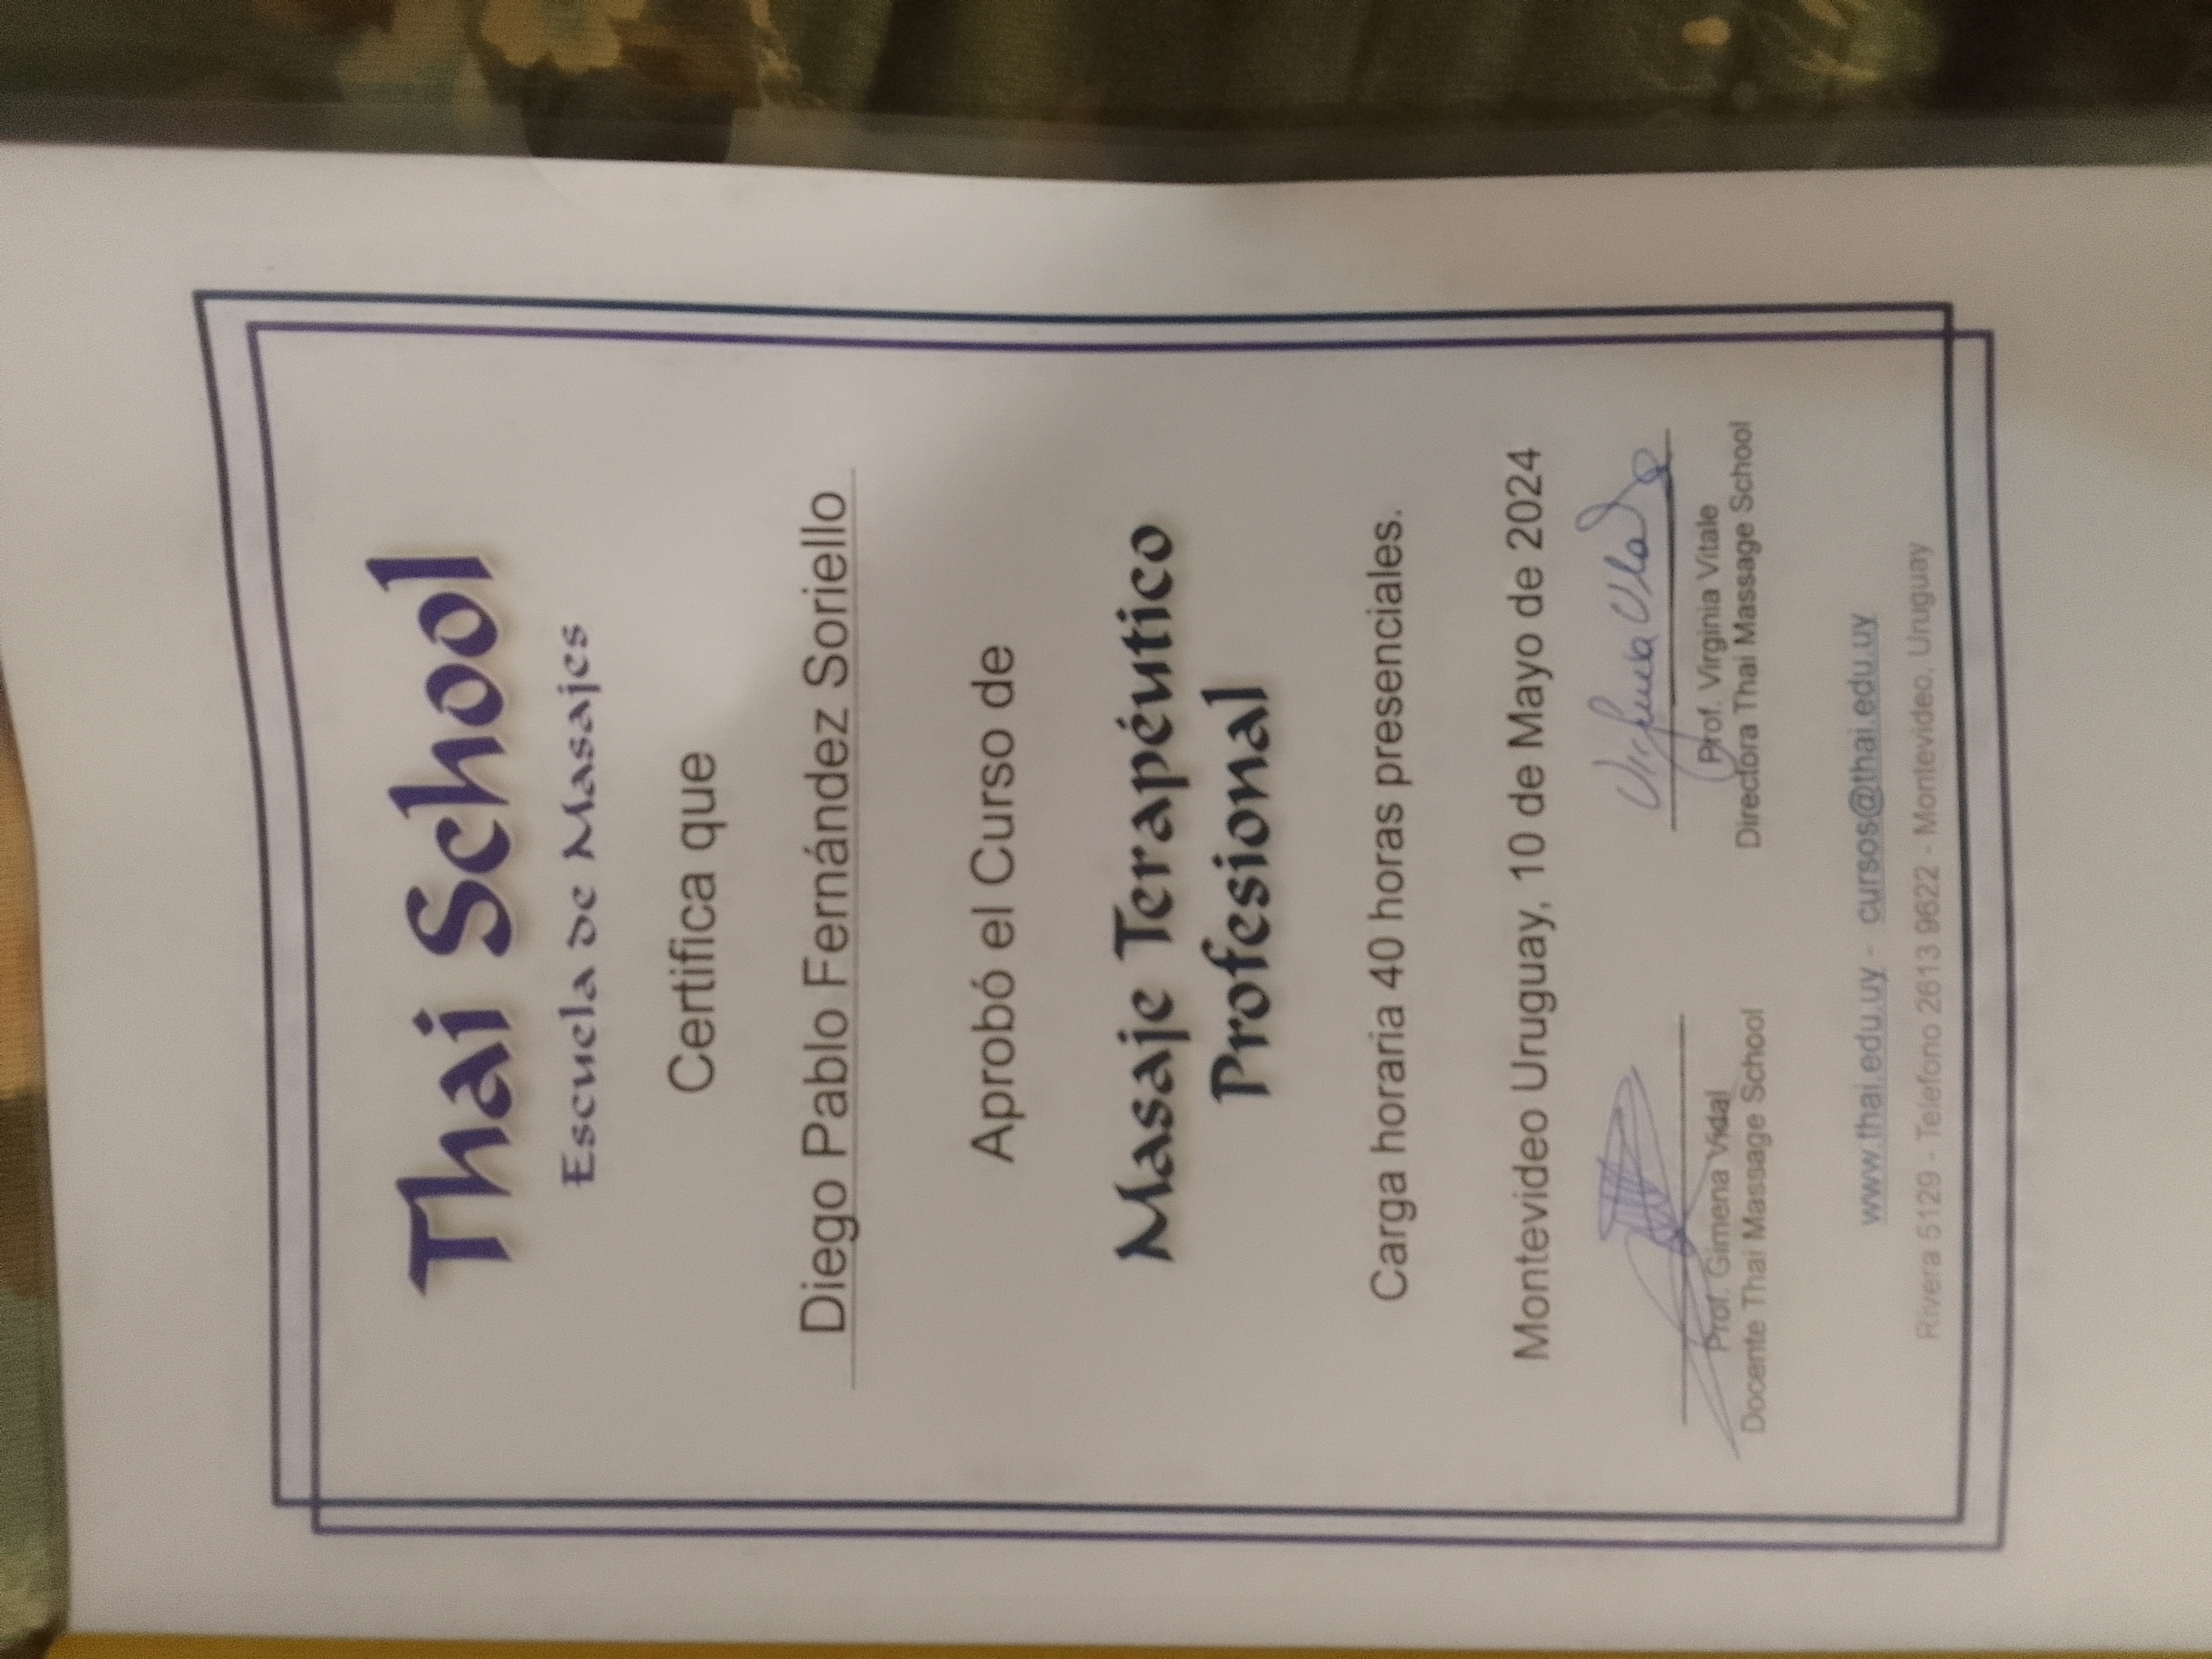 Thai School
Escuela de Masajes
Certifica que
Diego Pablo Fernández Soriello
Aprobó el Curso de
Masaje Terapéutico
Profesional
Carga horaria 40 horas presenciales.
Montevideo Uruguay, 10 de Mayo de 2024
Prof. Gimena Vidal
Docente Thai Massage School
Prof. Virginia Vitale
Directora Thai Massage School
www.thai.edu.uy - cursos@thai.edu.uy
Rivera 5129 - Telefono 2613 9622 - Montevideo, Uruguay